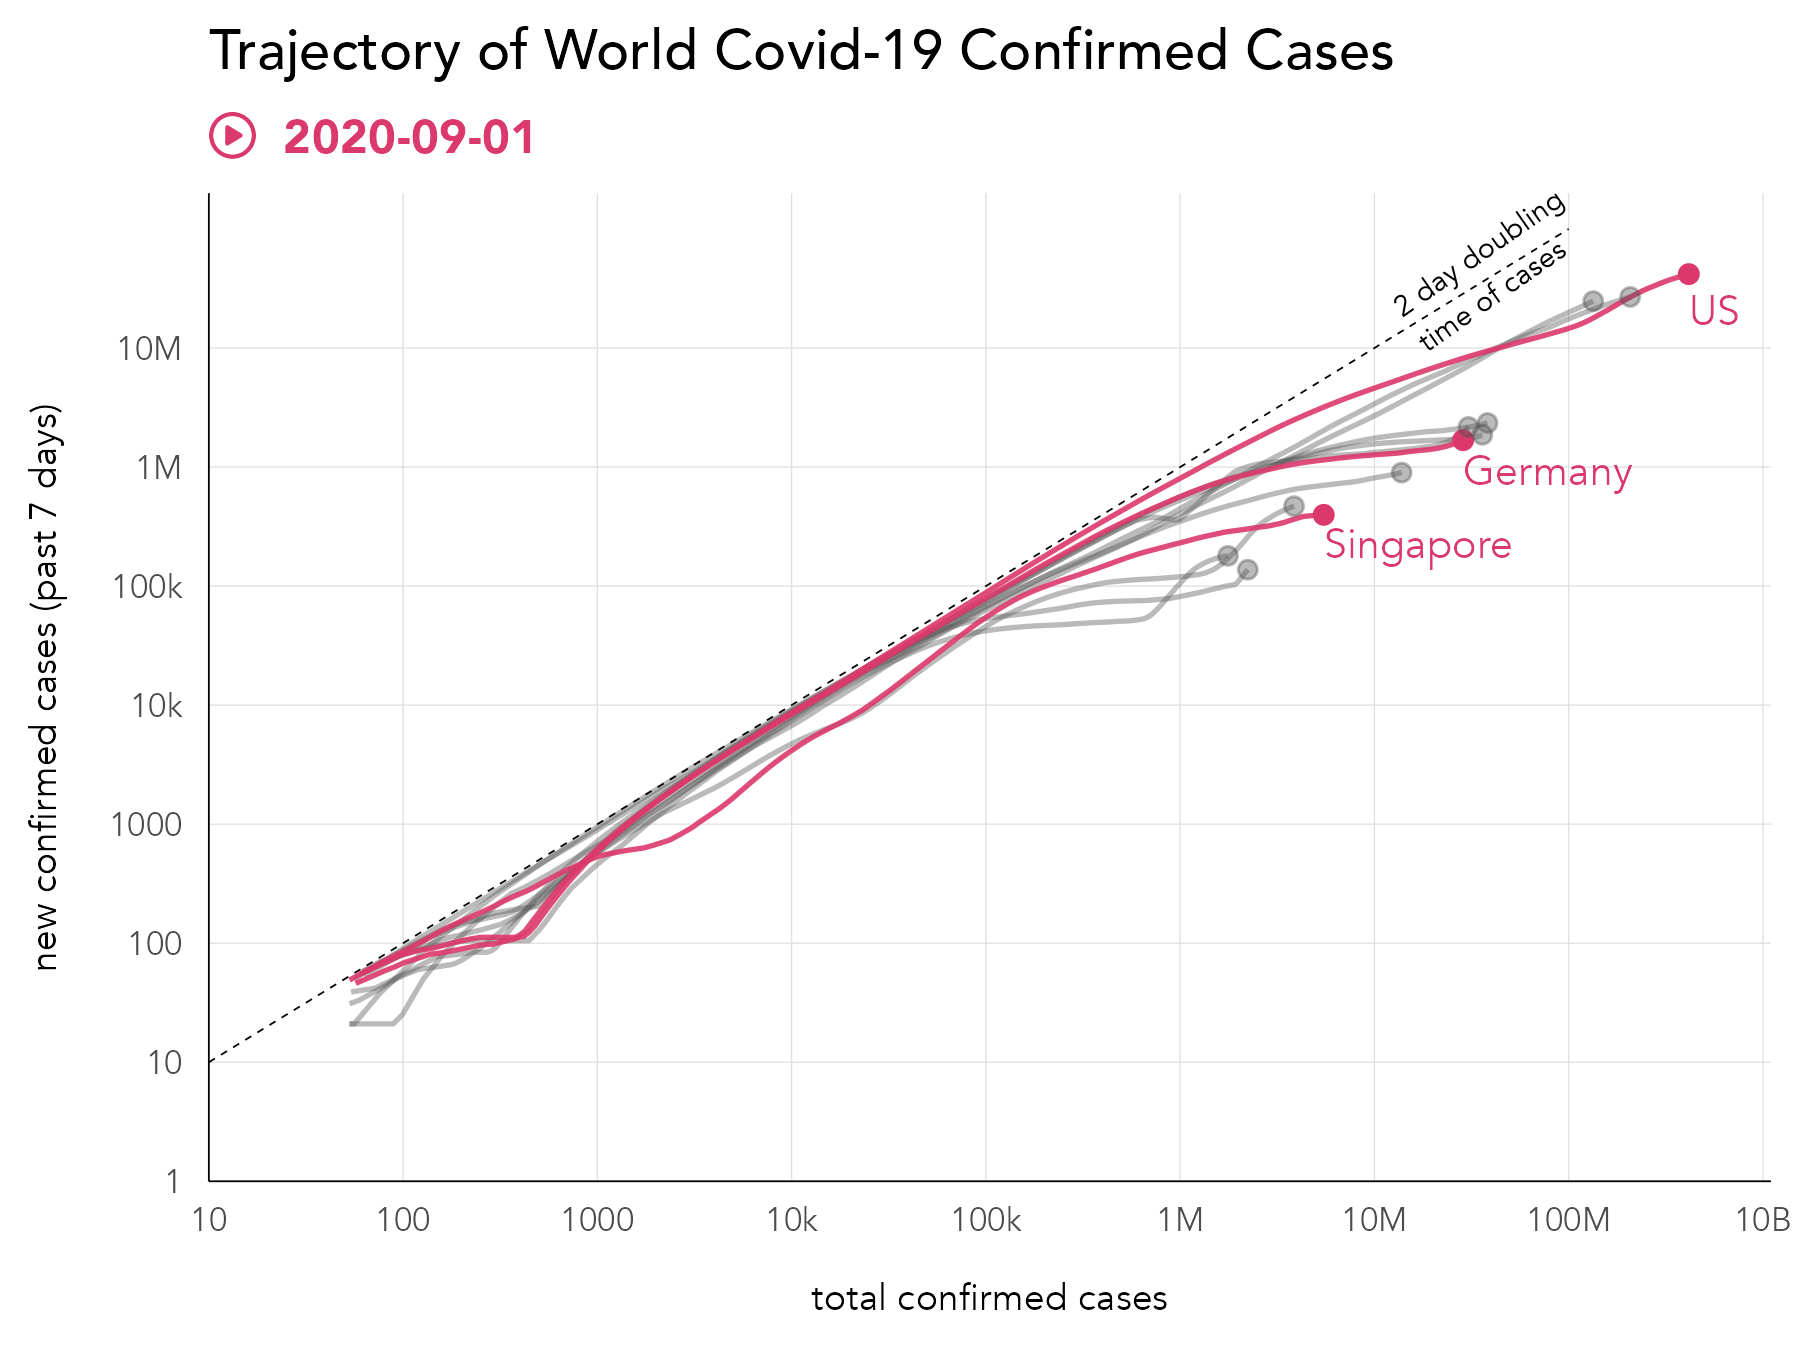 Trajectory of World Covid-19 Confirmed Cases
2020-09-01
2 day doubling
time of cases
US
Germany
Singapore
new confirmed cases (past 7 days)
10M
1M
100k
10k
1000
100
10
1
10 100 1000 10k 100k 1M 10M 100M 10B
total confirmed cases